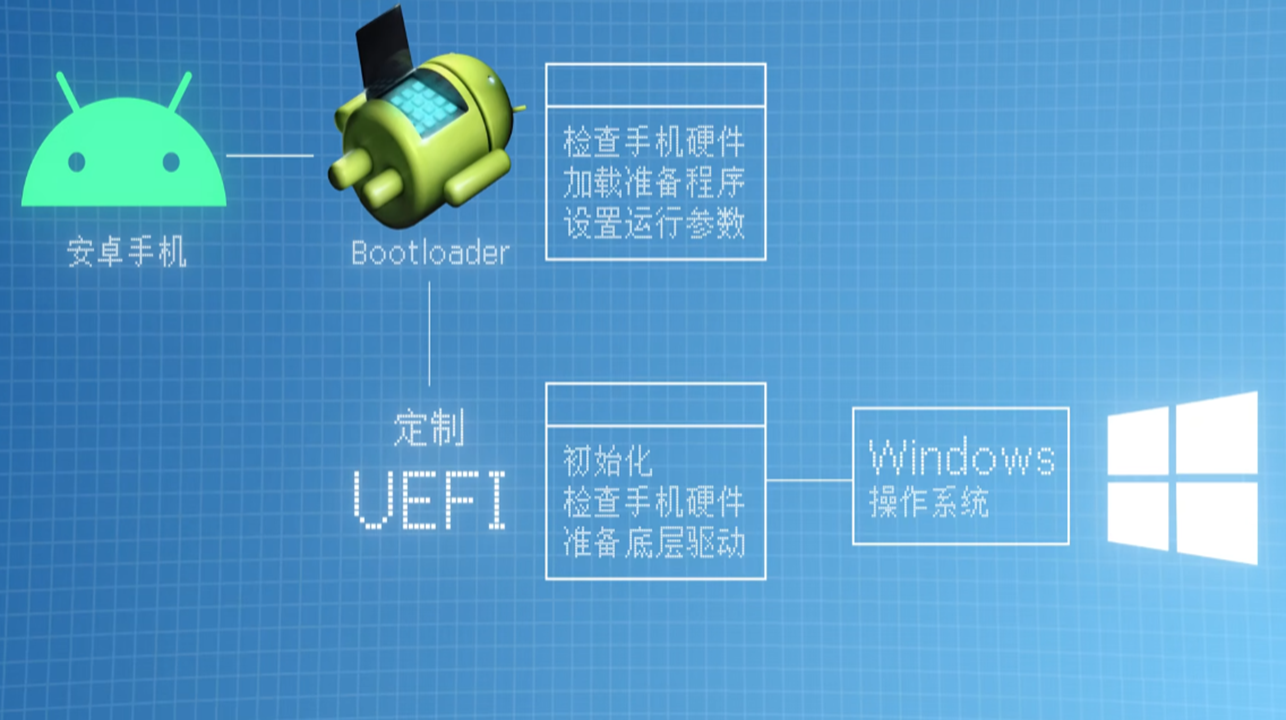 安卓手机
Bootloader
检查手机硬件
加载准备程序
设置运行参数
定制
UEFI
初始化
检查手机硬件
准备底层驱动
Windows
操作系统